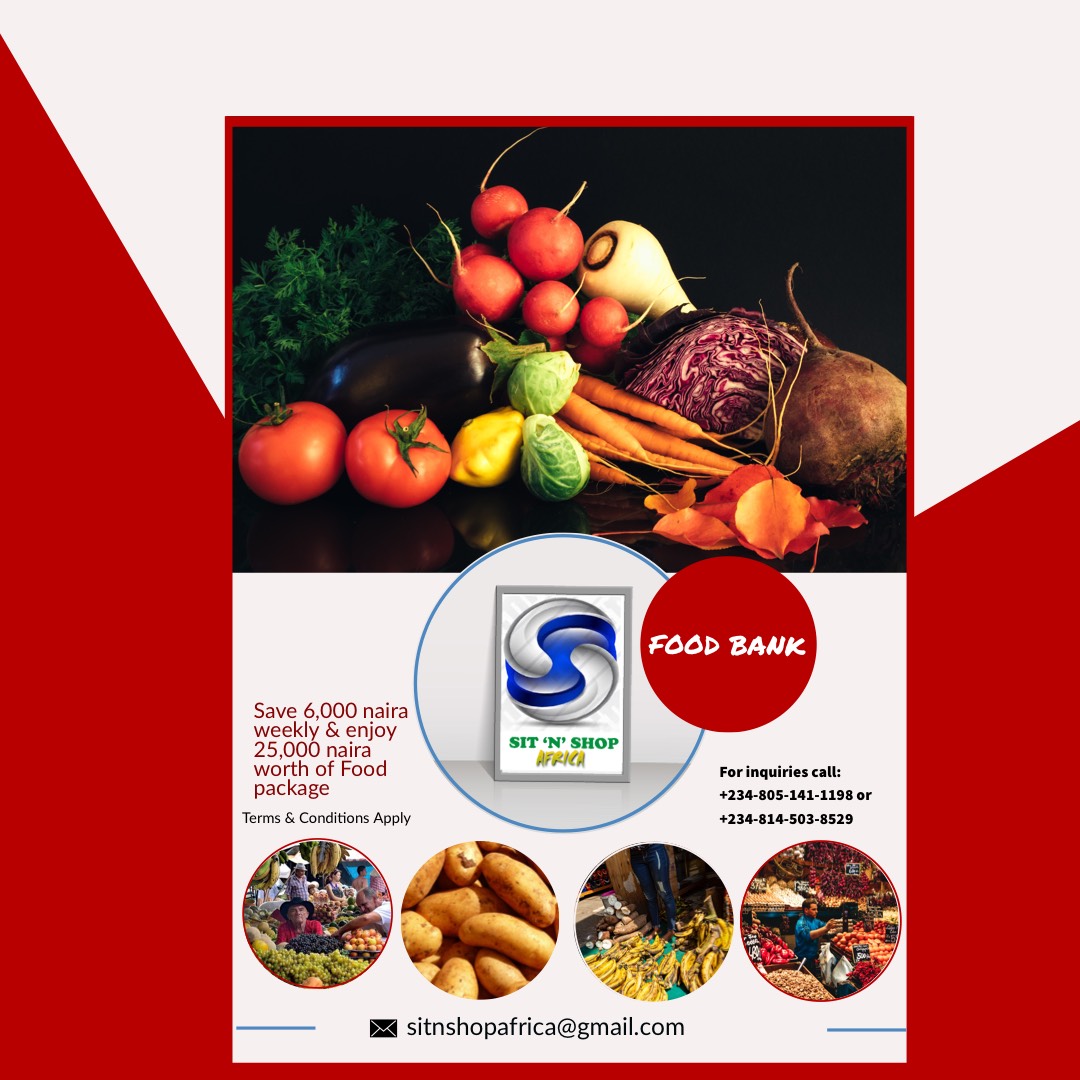 FOOD BANK
SIT 'N' SHOP
AFRICA
Save 6,000 naira
weekly & enjoy
25,000 naira
worth of Food
package
Terms & Conditions Apply
For inquiries call:
+234-805-141-1198 or
+234-814-503-8529
sitnshopafrica@gmail.com